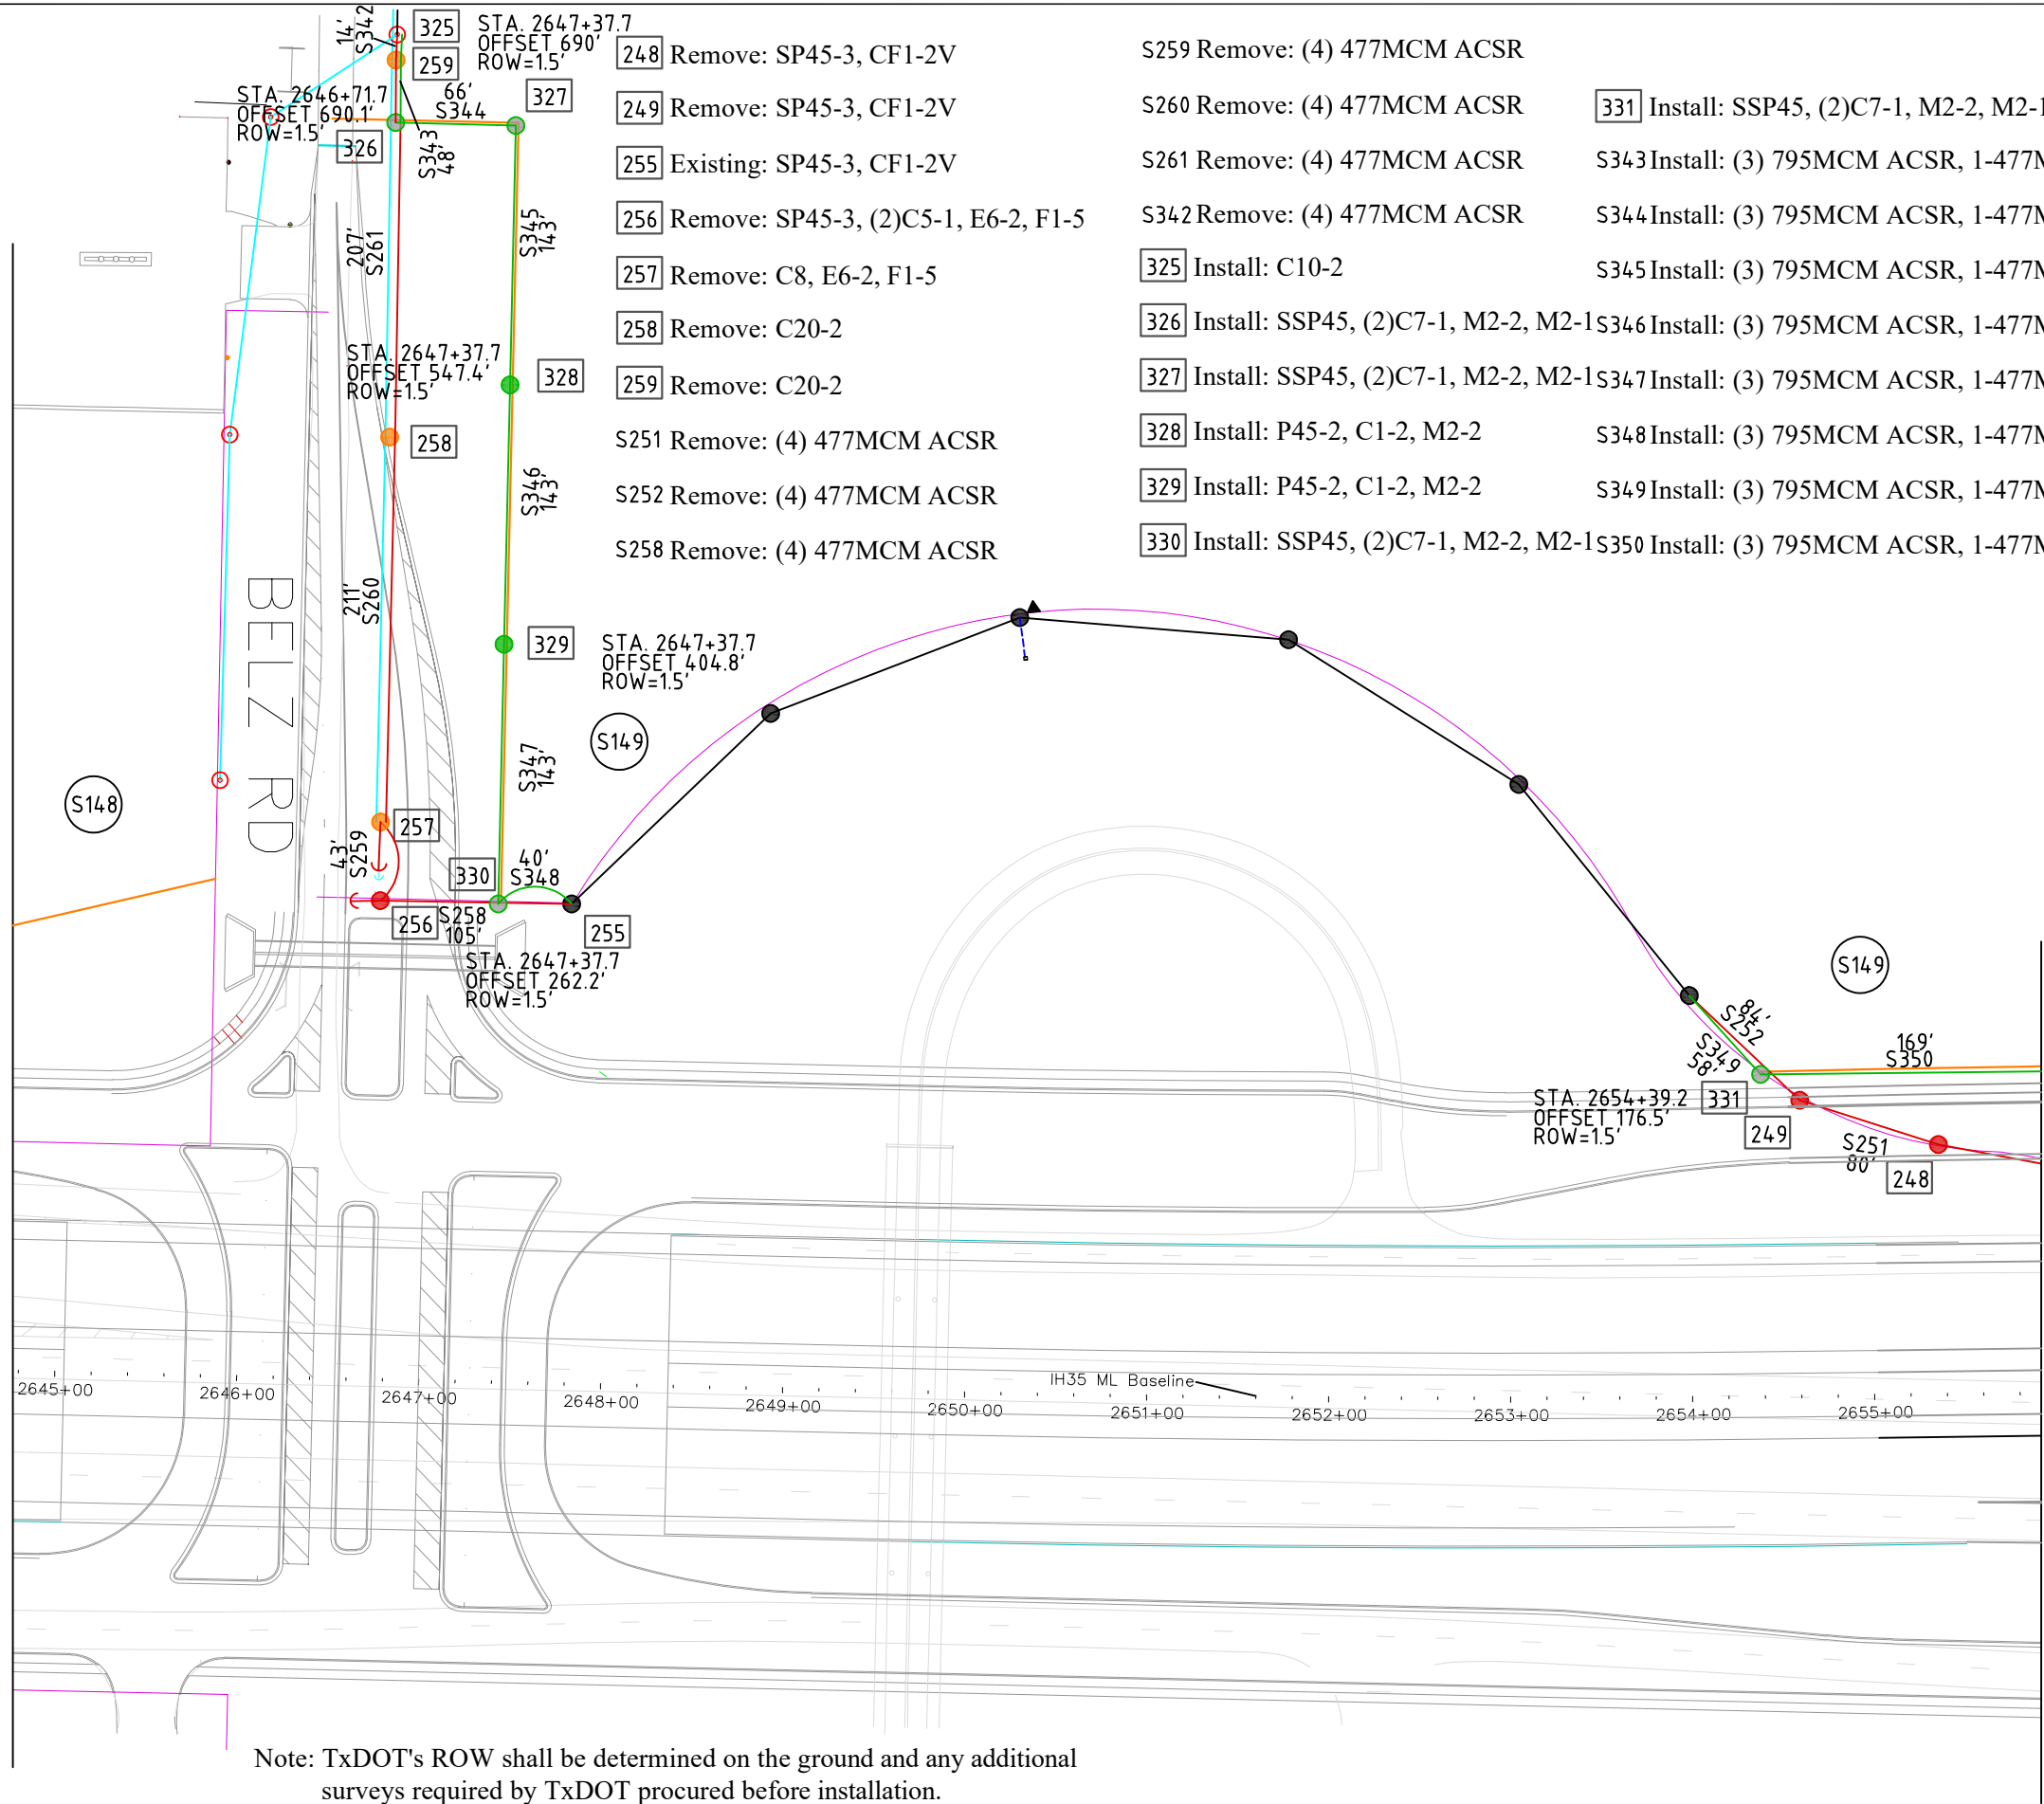 14'
S342
325
STA. 2647+37.7
OFFSET 690'
ROW=1.5'
259
66'
S344
327
STA. 2646+71.7
OFFSET 690.1'
ROW=1.5'
326
S343
48'
248 Remove: SP45-3, CF1-2V
249 Remove: SP45-3, CF1-2V
255 Existing: SP45-3, CF1-2V
256 Remove: SP45-3, (2)C5-1, E6-2, F1-5
257 Remove: C8, E6-2, F1-5
258 Remove: C20-2
259 Remove: C20-2
S251 Remove: (4) 477MCM ACSR
S252 Remove: (4) 477MCM ACSR
S258 Remove: (4) 477MCM ACSR
S259 Remove: (4) 477MCM ACSR
S260 Remove: (4) 477MCM ACSR
S261 Remove: (4) 477MCM ACSR
S342 Remove: (4) 477MCM ACSR
325 Install: C10-2
326 Install: SSP45, (2)C7-1, M2-2, M2-1
327 Install: SSP45, (2)C7-1, M2-2, M2-1
328 Install: P45-2, C1-2, M2-2
329 Install: P45-2, C1-2, M2-2
330 Install: SSP45, (2)C7-1, M2-2, M2-1
331 Install: SSP45, (2)C7-1, M2-2, M2-1
S343 Install: (3) 795MCM ACSR, 1-477M
S344 Install: (3) 795MCM ACSR, 1-477M
S345 Install: (3) 795MCM ACSR, 1-477M
S346 Install: (3) 795MCM ACSR, 1-477M
S347 Install: (3) 795MCM ACSR, 1-477M
S348 Install: (3) 795MCM ACSR, 1-477M
S349 Install: (3) 795MCM ACSR, 1-477M
S350 Install: (3) 795MCM ACSR, 1-477M
207'
S261
S345
143'
STA. 2647+37.7
OFFSET 547.4'
ROW=1.5'
328
258
S346
143'
211'
S260
BELZ RD
329
STA. 2647+37.7
OFFSET 404.8'
ROW=1.5'
S149
S347
143'
S148
257
43'
S259
330
40'
S348
256
S258
105'
255
STA. 2647+37.7
OFFSET 262.2'
ROW=1.5'
S149
84'
S252
S349
58'
169'
S350
STA. 2654+39.2
OFFSET 176.5'
ROW=1.5'
331
249
S251
80'
248
IH35 ML Baseline
2645+00
2646+00
2647+00
2648+00
2649+00
2650+00
2651+00
2652+00
2653+00
2654+00
2655+00
Note: TxDOT's ROW shall be determined on the ground and any additional
surveys required by TxDOT procured before installation.